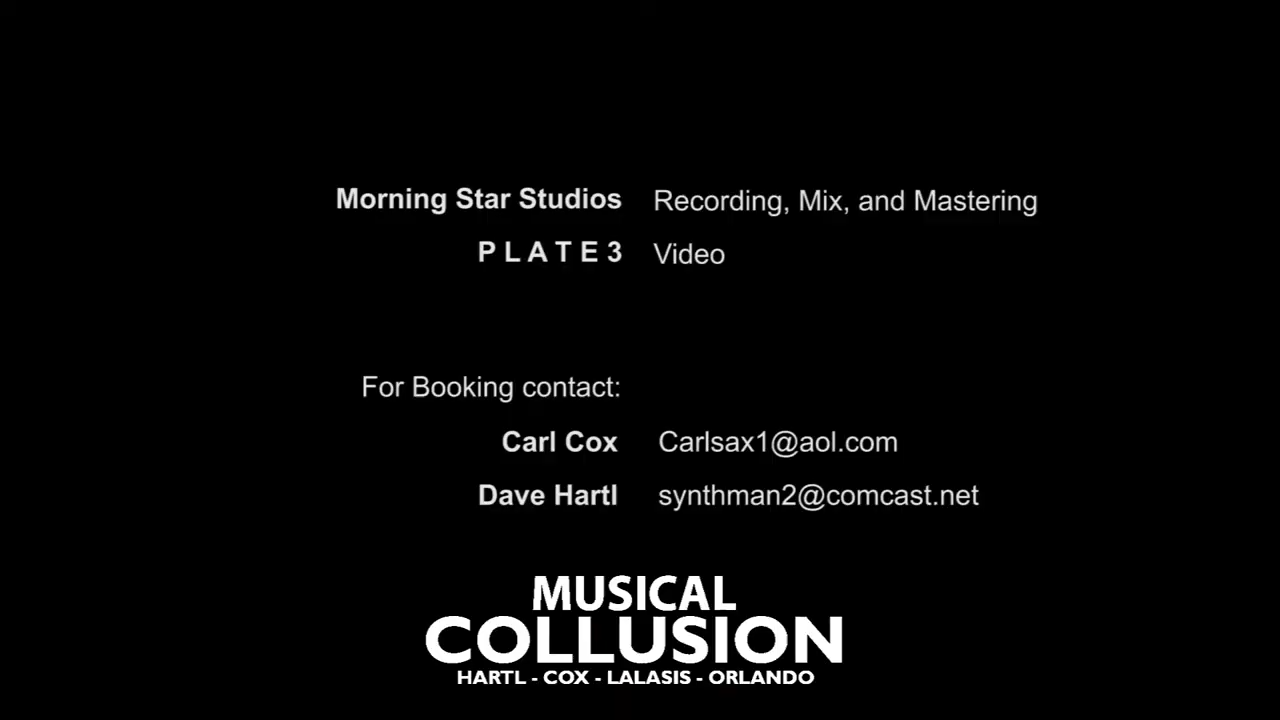 Morning Star Studios Recording, Mix, and Mastering
P L A T E 3 Video
For Booking contact:
Carl Cox Carlsax1@aol.com
Dave Hartl synthman2@comcast.net
MUSICAL
COLLUSION
HARTL - COX - LALASIS - ORLANDO